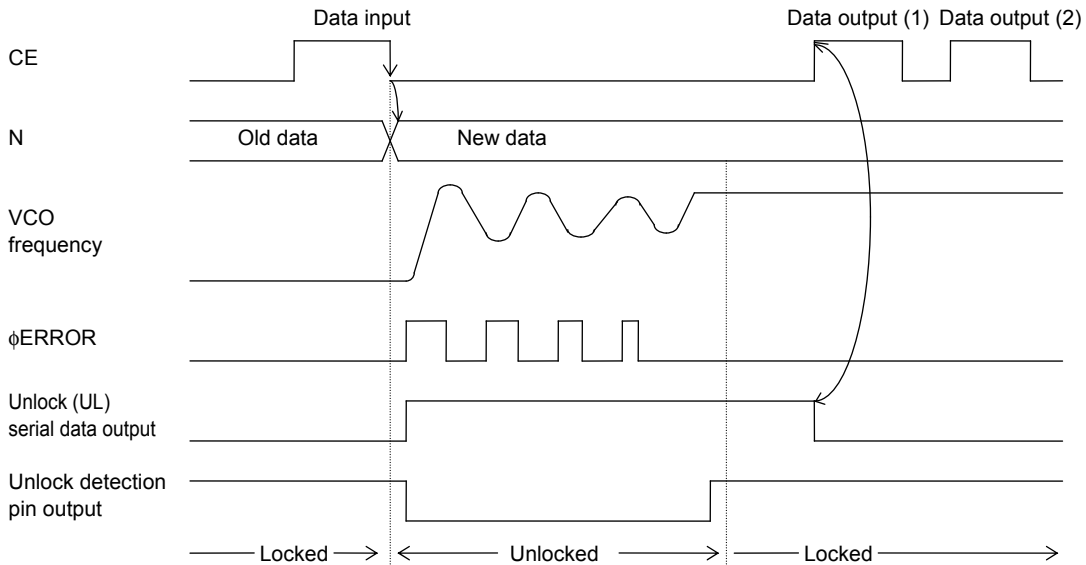 Data input
Data output (1)
Data output (2)
CE
N
Old data
New data
VCO
frequency
ϕERROR
Unlock (UL)
serial data output
Unlock detection
pin output
Locked
Unlocked
Locked